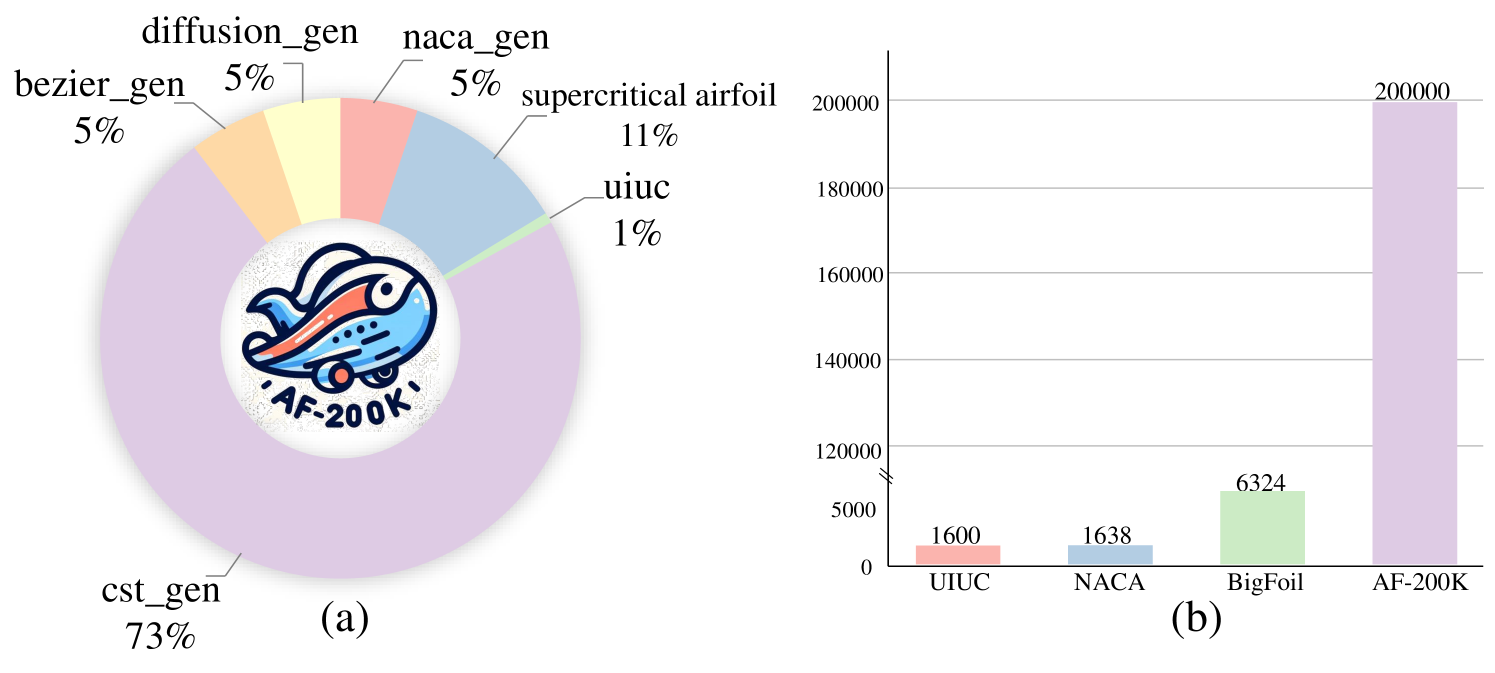 diffusion_gen
5%
naca_gen
5%
bezier_gen
5%
supercritical airfoil
11%
uiuc
1%
AF-200K
cst_gen
73%
(a)
200000
180000
160000
140000
120000
5000
0
1600
1638
6324
200000
UIUC
NACA
BigFoil
AF-200K
(b)